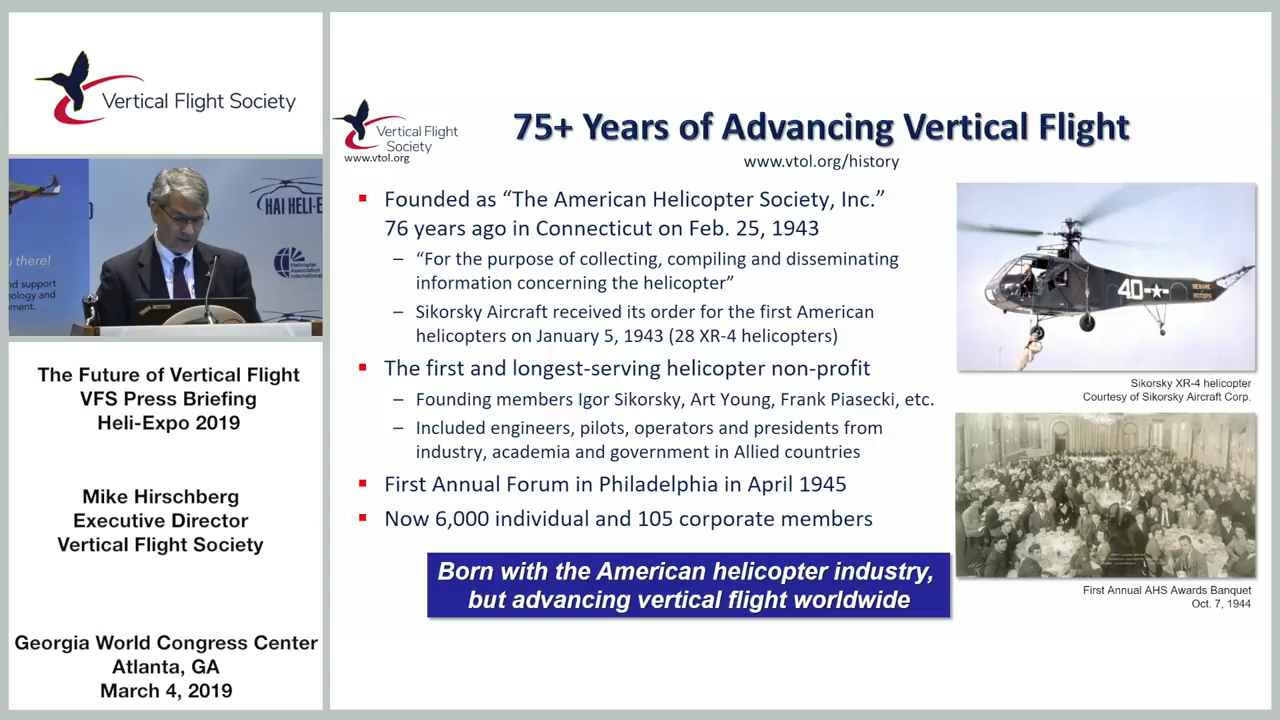 Vertical Flight Society
HAI HELI-E
Helicopter
Association
International
there!
nd support
ology and
ment.
The Future of Vertical Flight
VFS Press Briefing
Heli-Expo 2019
Mike Hirschberg
Executive Director
Vertical Flight Society
Georgia World Congress Center
Atlanta, GA
March 4, 2019
Vertical Flight
Society
www.vtol.org
75+ Years of Advancing Vertical Flight
www.vtol.org/history
▪ Founded as “The American Helicopter Society, Inc.”
76 years ago in Connecticut on Feb. 25, 1943
– “For the purpose of collecting, compiling and disseminating
information concerning the helicopter”
– Sikorsky Aircraft received its order for the first American
helicopters on January 5, 1943 (28 XR-4 helicopters)
▪ The first and longest-serving helicopter non-profit
– Founding members Igor Sikorsky, Art Young, Frank Piasecki, etc.
– Included engineers, pilots, operators and presidents from
industry, academia and government in Allied countries
▪ First Annual Forum in Philadelphia in April 1945
▪ Now 6,000 individual and 105 corporate members
Born with the American helicopter industry,
but advancing vertical flight worldwide
40
Sikorsky XR-4 helicopter
Courtesy of Sikorsky Aircraft Corp.
First Annual AHS Awards Banquet
Oct. 7, 1944